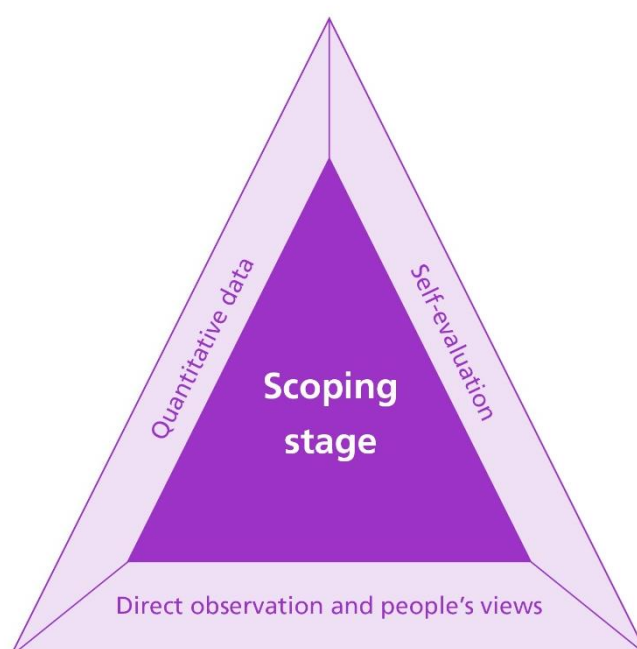 Quantitative data
Self-evaluation
Scoping
stage
Direct observation and people’s views